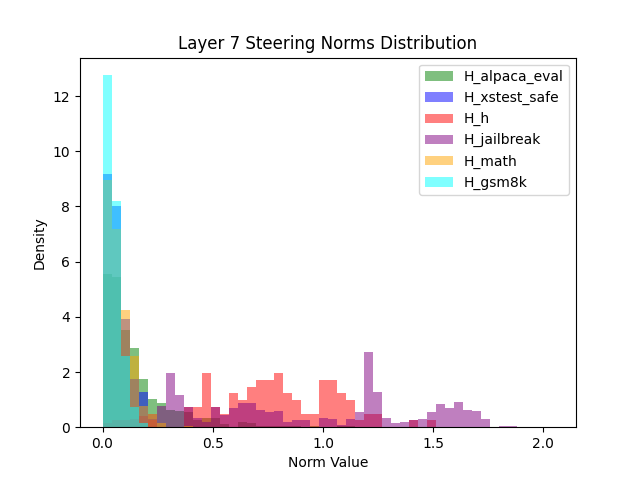 Layer 7 Steering Norms Distribution
H_alpaca_eval
H_xstest_safe
H_h
H_jailbreak
H_math
H_gsm8k
Density
12
10
8
6
4
2
0
0.0 0.5 1.0 1.5 2.0
Norm Value